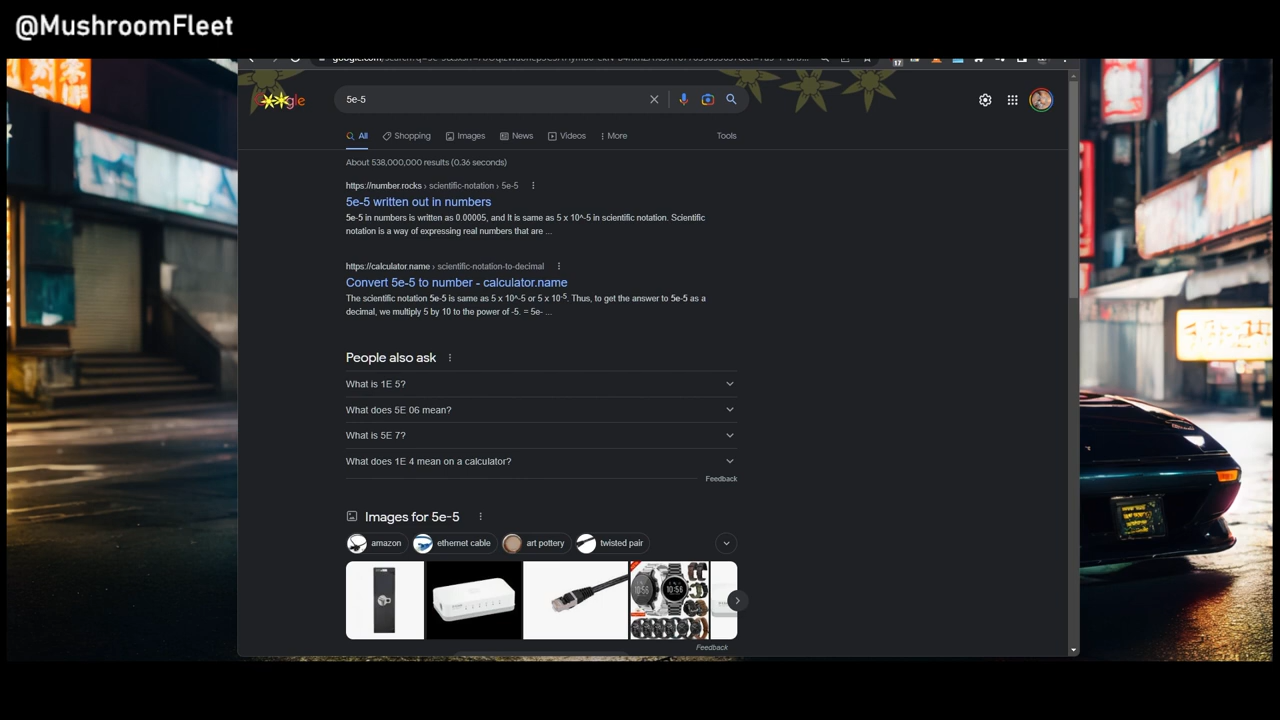 @MushroomFleet
5e-5
All
Shopping
Images
News
Videos
More
Tools
About 538,000,000 results (0.36 seconds)
https://number.rocks › scientific-notation › 5e-5
5e-5 written out in numbers
5e-5 in numbers is written as 0.00005, and It is same as 5 x 10^-5 in scientific notation. Scientific
notation is a way of expressing real numbers that are ...
https://calculator.name › scientific-notation-to-decimal
Convert 5e-5 to number - calculator.name
The scientific notation 5e-5 is same as 5 x 10^-5 or 5 x 10-5. Thus, to get the answer to 5e-5 as a
decimal, we multiply 5 by 10 to the power of -5. = 5e- ...
People also ask
What is 1E 5?
What does 5E 06 mean?
What is 5E 7?
What does 1E 4 mean on a calculator?
Feedback
Images for 5e-5
amazon
ethernet cable
art pottery
twisted pair
Feedback